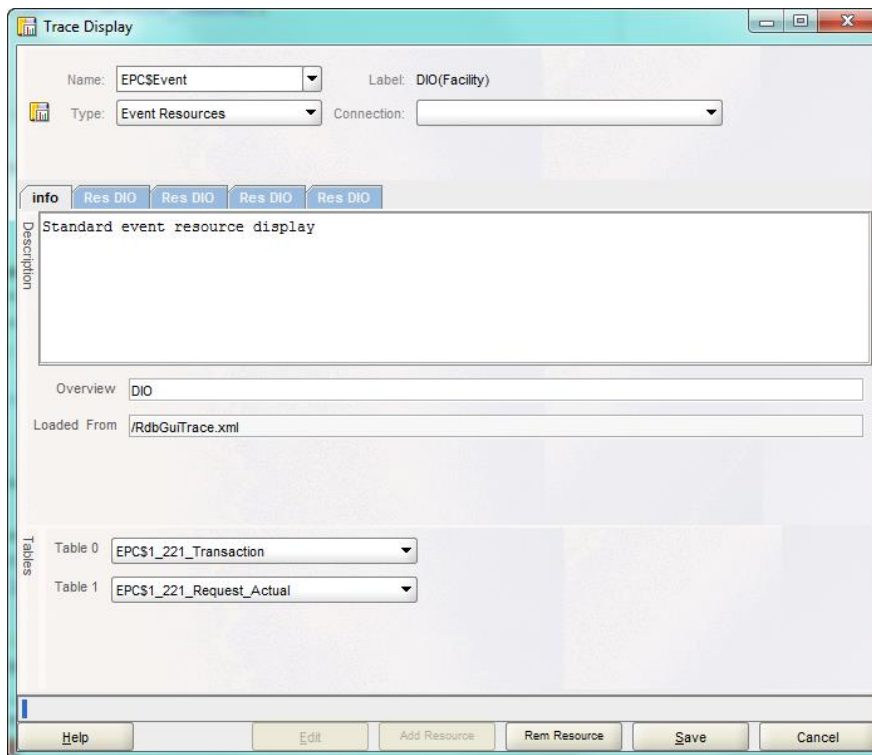 Trace Display
Name: EPC$Event Label: DIO(Facility)
Type: Event Resources Connection:
info Res DIO Res DIO Res DIO Res DIO
Description
Standard event resource display
Overview DIO
Loaded From /RdbGuiTrace.xml
Tables
Table 0 EPC$1_221_Transaction
Table 1 EPC$1_221_Request_Actual
Help Edit Add Resource Rem Resource Save Cancel